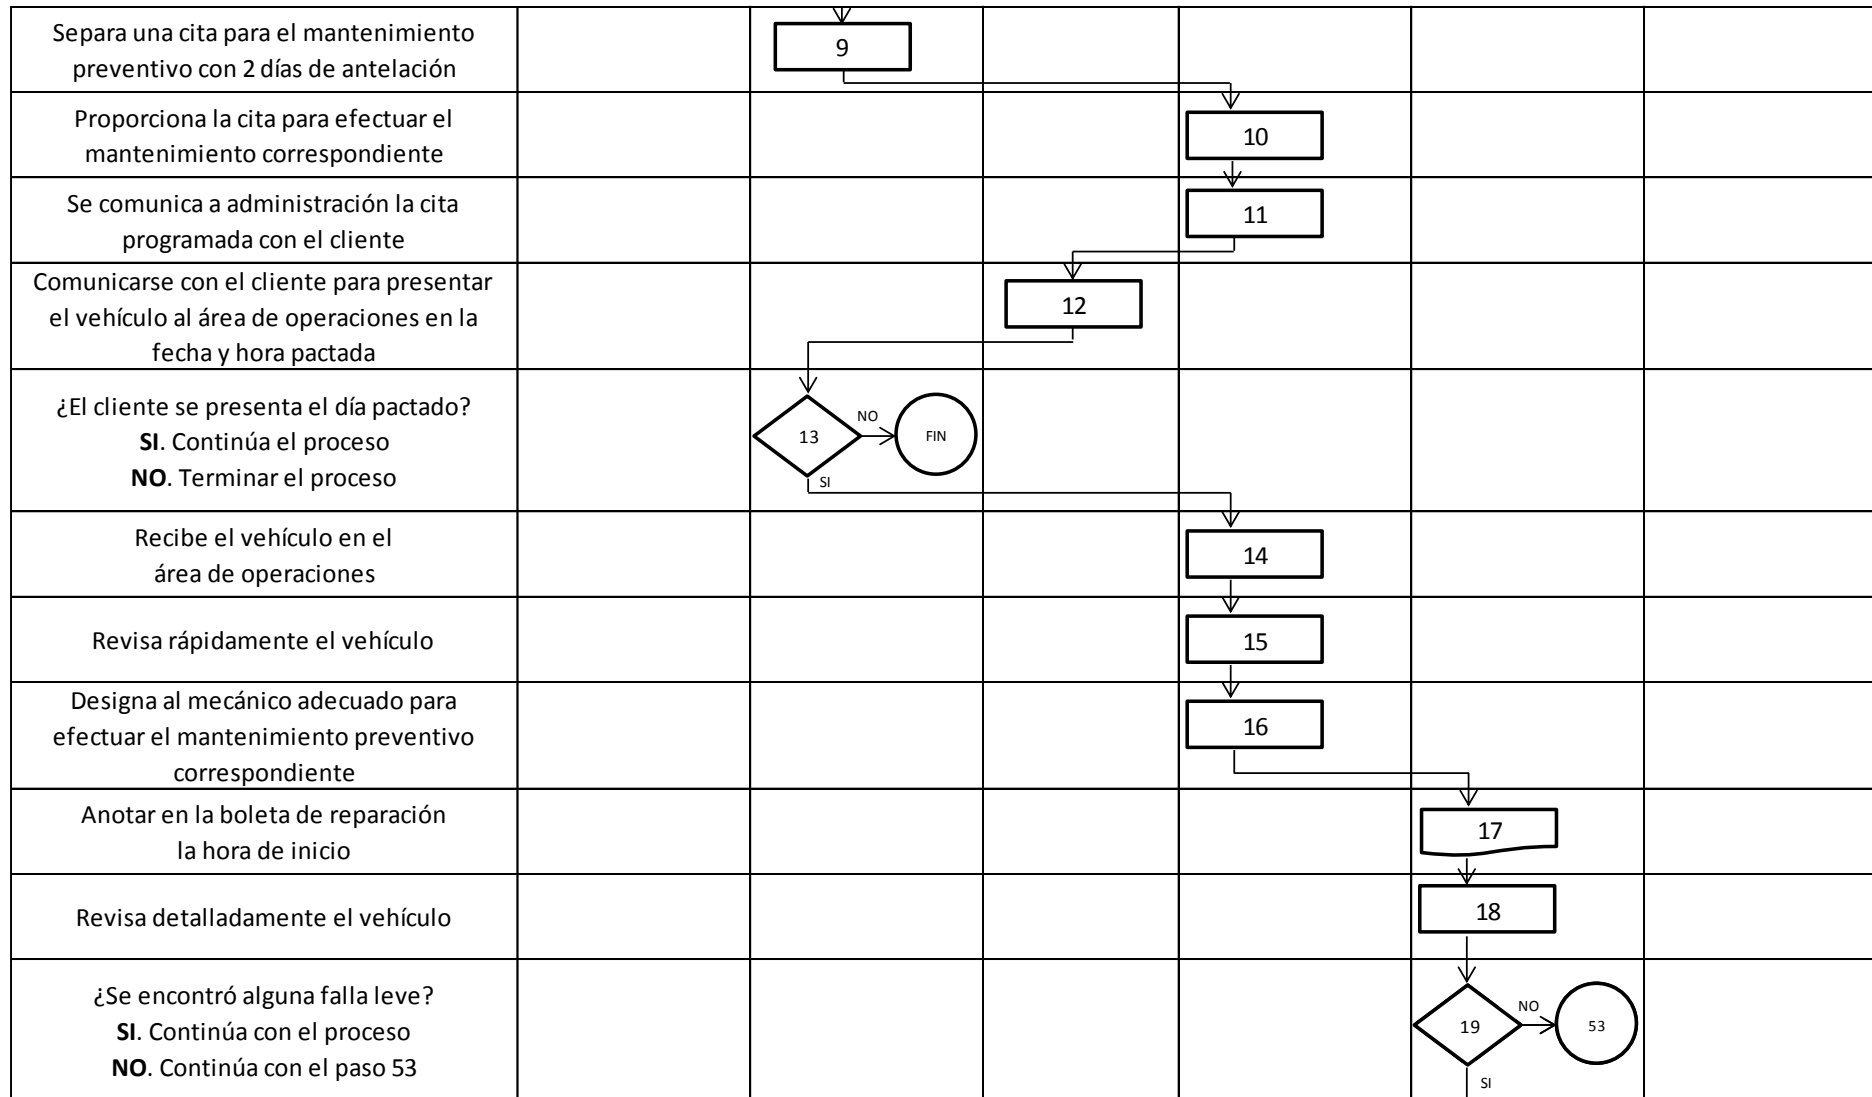 Separa una cita para el mantenimiento
preventivo con 2 días de antelación
9
Proporciona la cita para efectuar el
mantenimiento correspondiente
10
Se comunica a administración la cita
programada con el cliente
11
Comunicarse con el cliente para presentar
el vehículo al área de operaciones en la
fecha y hora pactada
12
¿El cliente se presenta el día pactado?
SI. Continúa el proceso
NO. Terminar el proceso
13
NO
FIN
SI
Recibe el vehículo en el
área de operaciones
14
Revisa rápidamente el vehículo
15
Designa al mecánico adecuado para
efectuar el mantenimiento preventivo
correspondiente
16
Anotar en la boleta de reparación
la hora de inicio
17
Revisa detalladamente el vehículo
18
¿Se encontró alguna falla leve?
SI. Continúa con el proceso
NO. Continúa con el paso 53
19
NO
53
SI